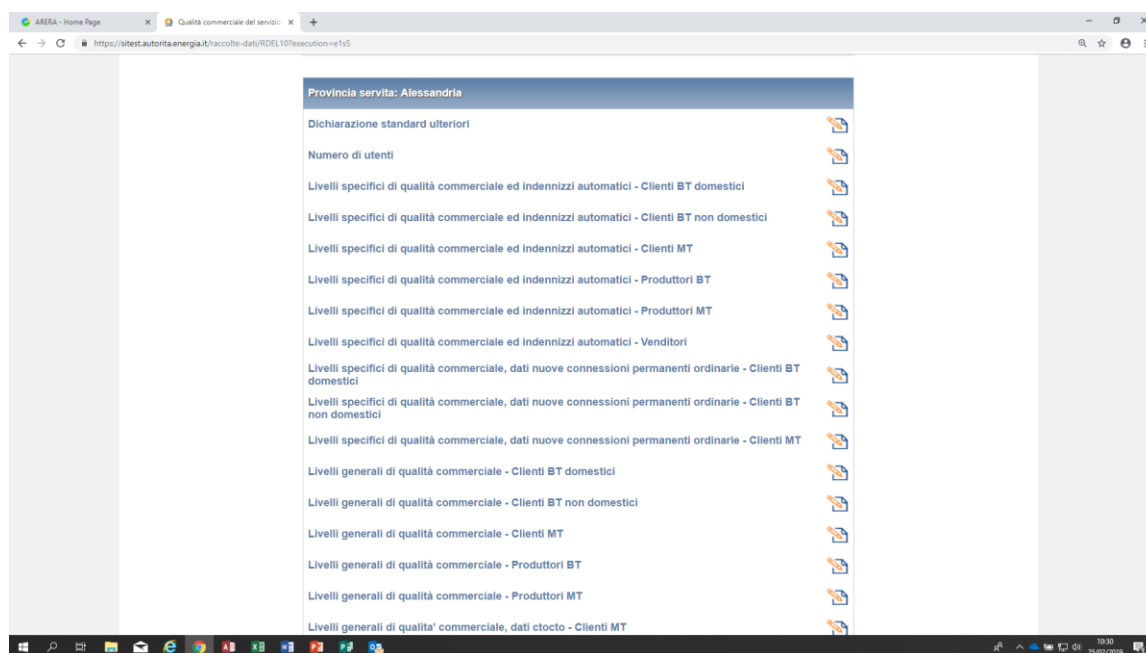 ARERA - Home Page
Qualità commerciale del servizio
https://sitest.autorita.energia.it/raccolte-dati/RDEL10?execution=e1s5
Provincia servita: Alessandria
Dichiarazione standard ulteriori
Numero di utenti
Livelli specifici di qualità commerciale ed indennizzi automatici - Clienti BT domestici
Livelli specifici di qualità commerciale ed indennizzi automatici - Clienti BT non domestici
Livelli specifici di qualità commerciale ed indennizzi automatici - Clienti MT
Livelli specifici di qualità commerciale ed indennizzi automatici - Produttori BT
Livelli specifici di qualità commerciale ed indennizzi automatici - Produttori MT
Livelli specifici di qualità commerciale ed indennizzi automatici - Venditori
Livelli specifici di qualità commerciale, dati nuove connessioni permanenti ordinarie - Clienti BT
domestici
Livelli specifici di qualità commerciale, dati nuove connessioni permanenti ordinarie - Clienti BT
non domestici
Livelli specifici di qualità commerciale, dati nuove connessioni permanenti ordinarie - Clienti MT
Livelli generali di qualità commerciale - Clienti BT domestici
Livelli generali di qualità commerciale - Clienti BT non domestici
Livelli generali di qualità commerciale - Clienti MT
Livelli generali di qualità commerciale - Produttori BT
Livelli generali di qualità commerciale - Produttori MT
Livelli generali di qualita' commerciale, dati ctocto - Clienti MT
10:30
25/02/2019